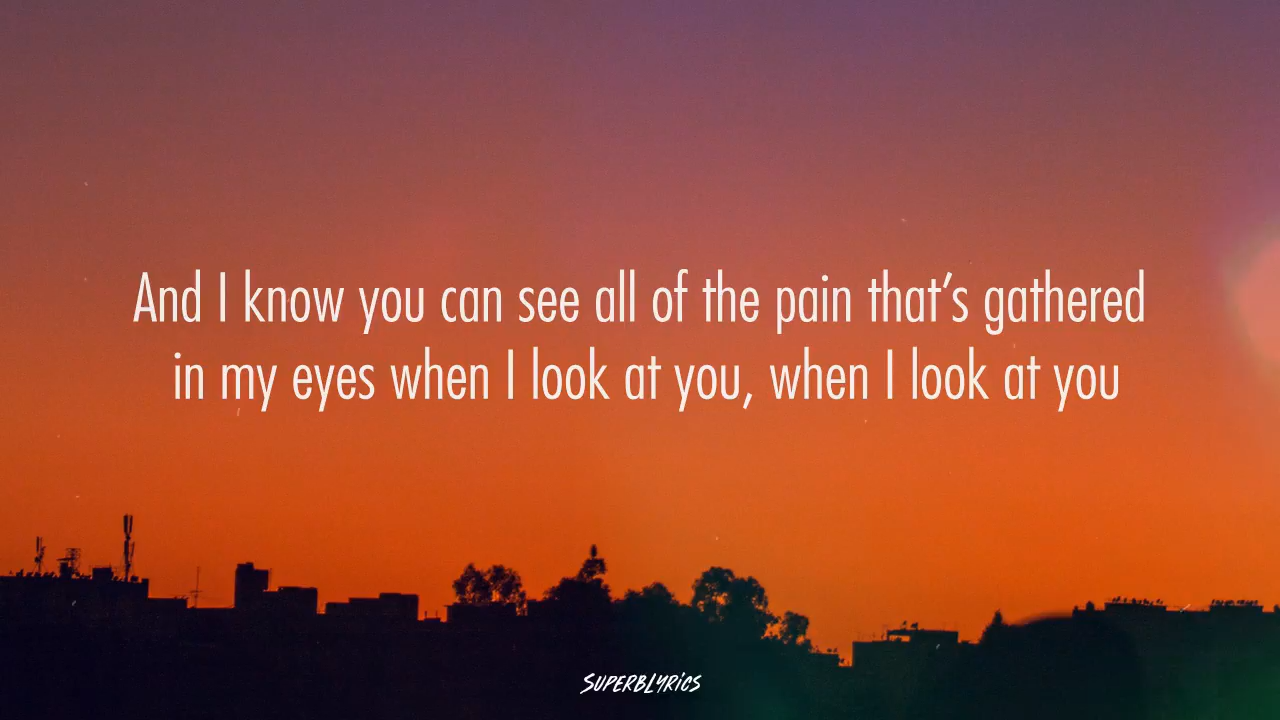 And I know you can see all of the pain that's gathered
in my eyes when I look at you, when I look at you
SUPERBLYRICS